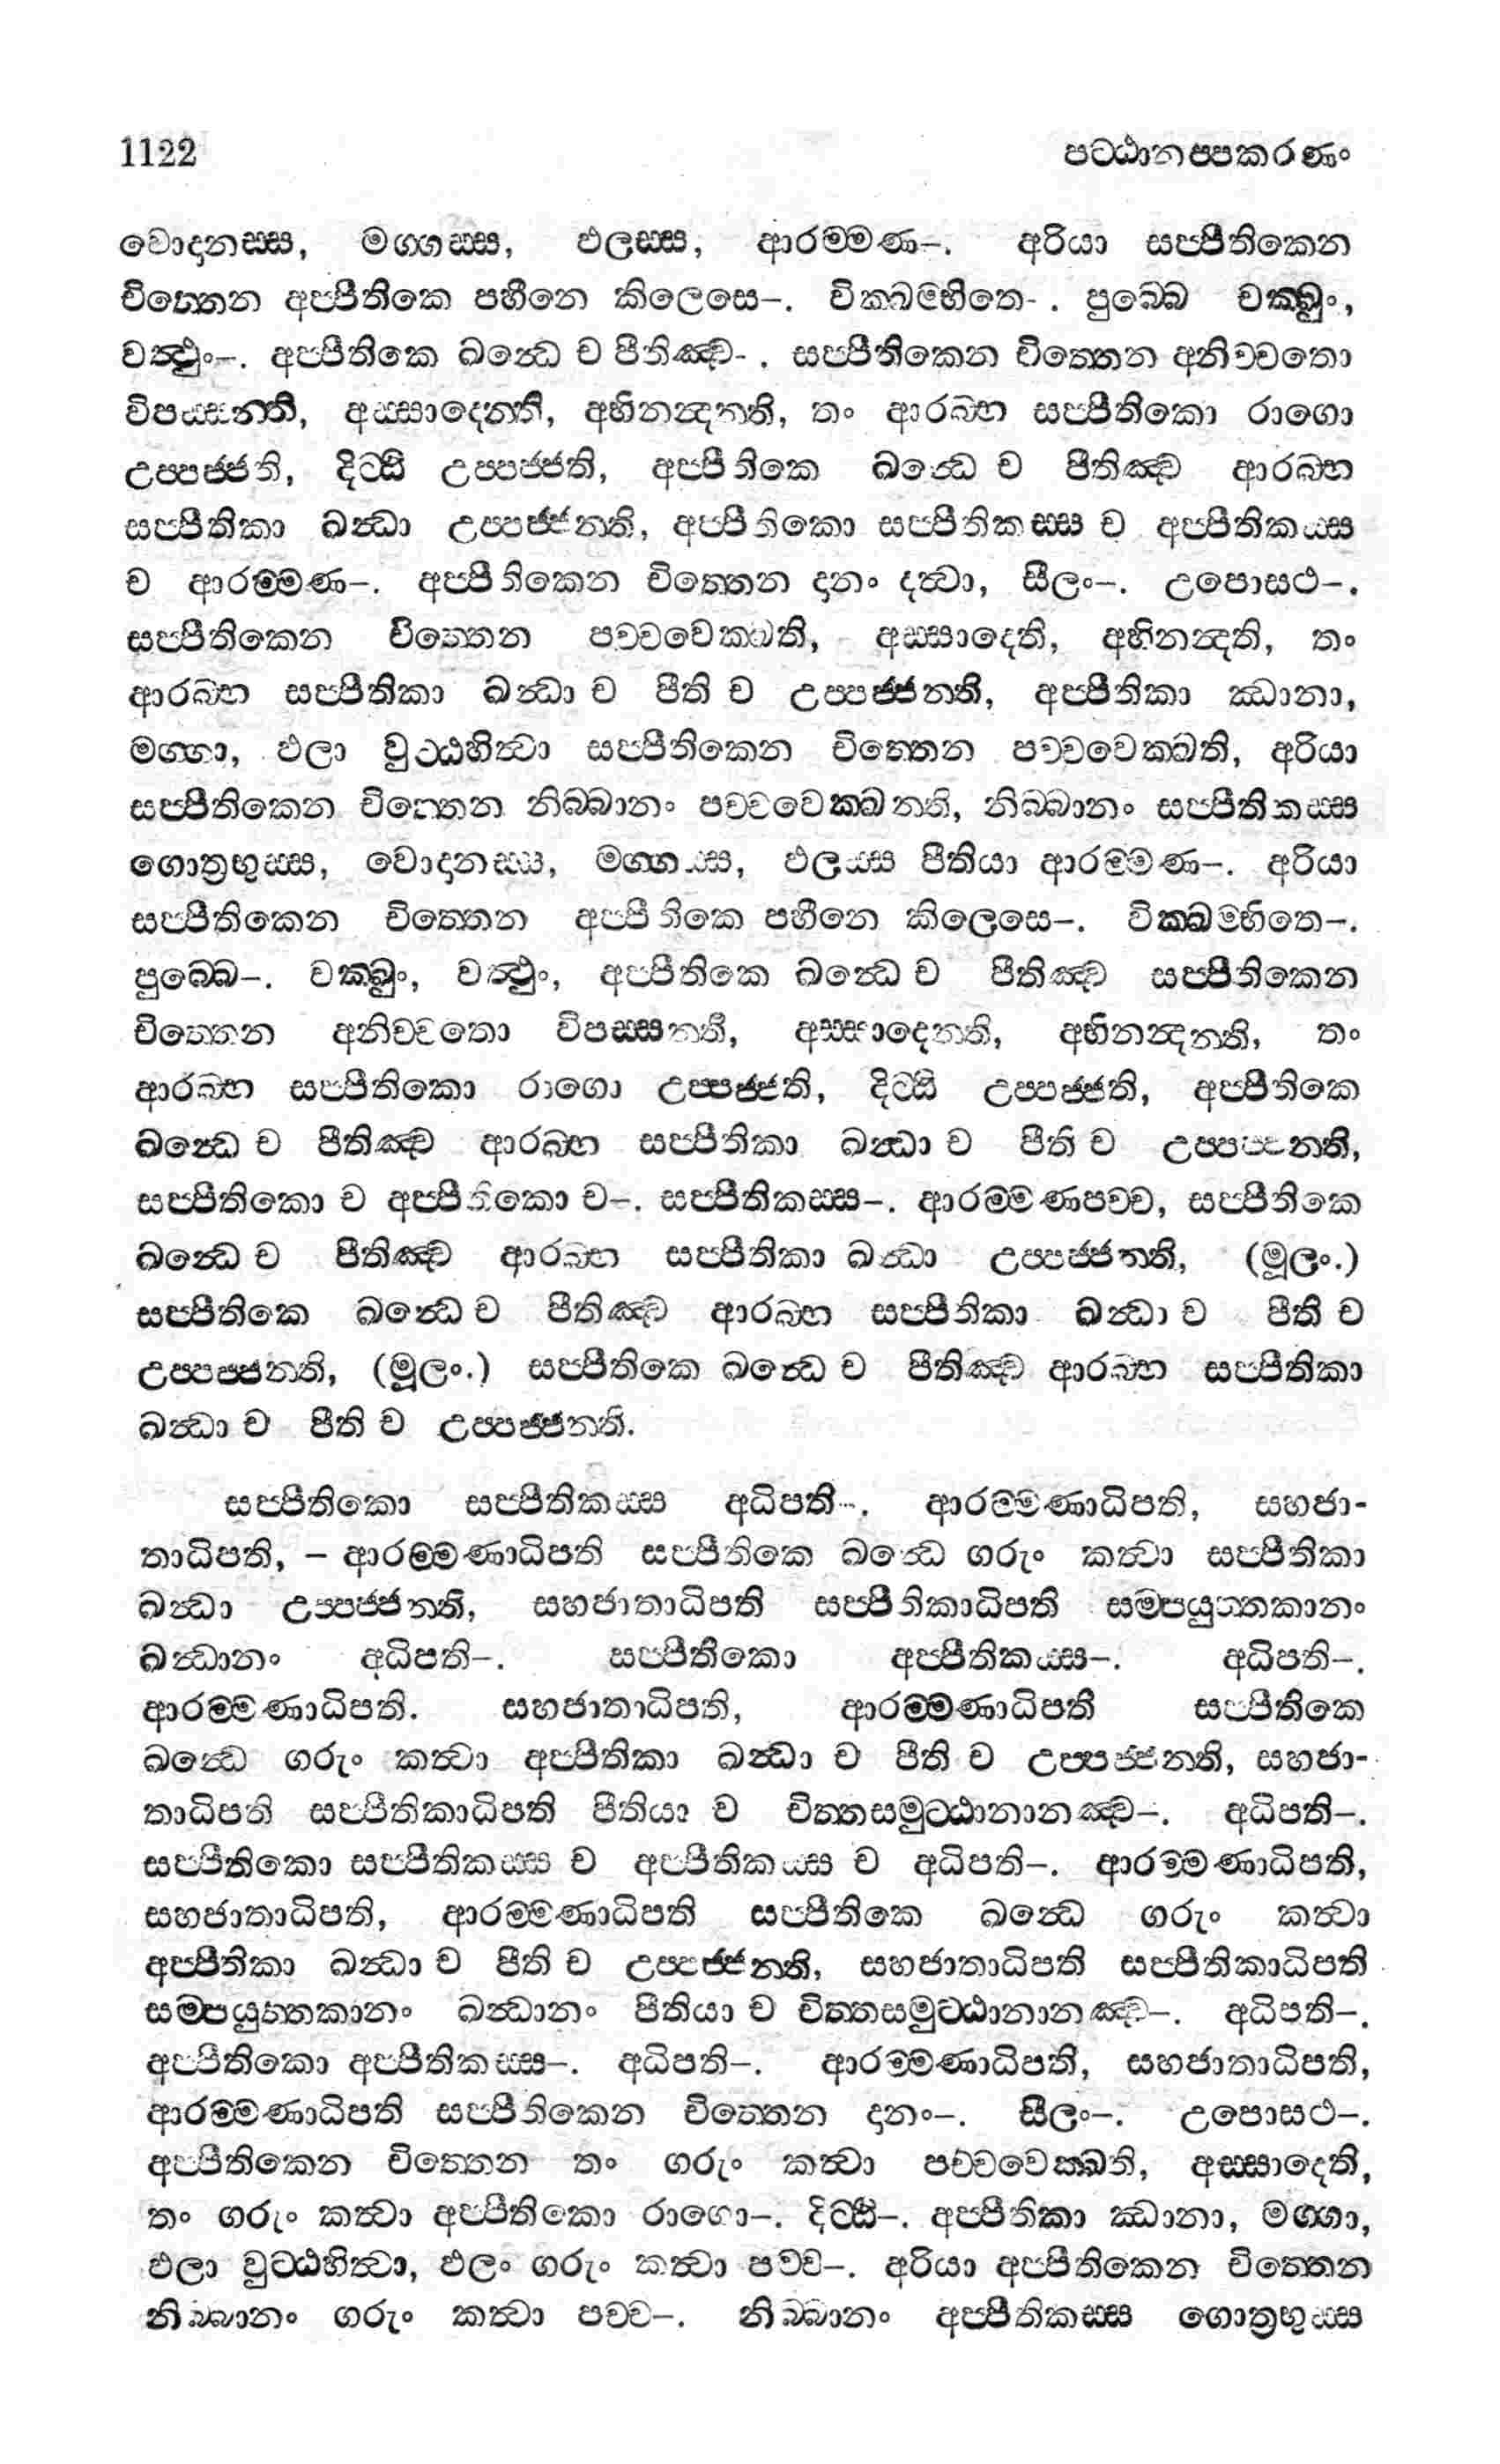 1122 පට්ඨානප්පකරණං
වොදානස්ස, මග්ගස්ස, ඵලස්ස, ආරම්මණ–. අරියා සප්පීතිකෙන
චිත්තෙන අප්පීතිකෙ පහීනෙ කිලෙසෙ–. වික්ඛම්භිතෙ-. පුබ්බෙ චක්ඛුං,
වත්ථුං–. අප්පීතිකෙ ඛන්ධෙ ච පීතිඤ්ච-. සප්පීතිකෙන චිත්තෙන අනිච්චතො
විපස්සන්ති, අස්සාදෙන්ති, අභිනන්දන්ති, තං ආරබ්භ සප්පීතිකො රාගො
උප්පජ්ජති, දිට්ඨි උප්පජ්ජති, අප්පීතිකෙ ඛන්ධෙ ච පීතිඤ්ච ආරබ්භ
සප්පීතිකා ඛන්ධා උප්පජ්ජන්ති, අප්පීතිකො සප්පීතිකස්ස ච අප්පීතිකස්ස
ච ආරම්මණ–. අප්පීතිකෙන චිත්තෙන දානං දත්වා, සීලං–. උපොසථ–.
සප්පීතිකෙන චිත්තෙන පච්චවෙක්ඛති, අස්සාදෙති, අභිනන්දති, තං
ආරබ්භ සප්පීතිකා ඛන්ධා ච පීති ච උප්පජ්ජන්ති, අප්පීතිකා ඣානා,
මග්ගා, ඵලා වුට්ඨහිත්වා සප්පීතිකෙන චිත්තෙන පච්චවෙක්ඛති, අරියා
සප්පීතිකෙන චිත්තෙන නිබ්බානං පච්චවෙක්ඛන්ති, නිබ්බානං සප්පීතිකස්ස
ගොත්‍රභුස්ස, වොදානස්ස, මග්ගස්ස, ඵලස්ස පීතියා ආරම්මණ–. අරියා
සප්පීතිකෙන චිත්තෙන අප්පීතිකෙ පහීනෙ කිලෙසෙ–. වික්ඛම්භිතෙ–.
පුබ්බෙ–. චක්ඛුං, වත්ථුං, අප්පීතිකෙ ඛන්ධෙ ච පීතිඤ්ච සප්පීතිකෙන
චිත්තෙන අනිච්චතො විපස්සන්ති, අස්සාදෙන්ති, අභිනන්දන්ති, තං
ආරබ්භ සප්පීතිකො රාගො උප්පජ්ජති, දිට්ඨි උප්පජ්ජති, අප්පීතිකෙ
ඛන්ධෙ ච පීතිඤ්ච ආරබ්භ සප්පීතිකා ඛන්ධා ච පීති ච උප්පජ්ජන්ති,
සප්පීතිකො ච අප්පීතිකො ච–. සප්පීතිකස්ස–. ආරම්මණපච්ච, සප්පීතිකෙ
ඛන්ධෙ ච පීතිඤ්ච ආරබ්භ සප්පීතිකා ඛන්ධා උප්පජ්ජන්ති, (මූලං.)
සප්පීතිකෙ ඛන්ධෙ ච පීතිඤ්ච ආරබ්භ සප්පීතිකා ඛන්ධා ච පීති ච
උප්පජ්ජන්ති, (මූලං.) සප්පීතිකෙ ඛන්ධෙ ච පීතිඤ්ච ආරබ්භ සප්පීතිකා
ඛන්ධා ච පීති ච උප්පජ්ජන්ති.
සප්පීතිකො සප්පීතිකස්ස අධිපති–. ආරම්මණාධිපති, සහජා-
තාධිපති, – ආරම්මණාධිපති සප්පීතිකෙ ඛන්ධෙ ගරුං කත්වා සප්පීතිකා
ඛන්ධා උප්පජ්ජන්ති, සහජාතාධිපති සප්පීතිකාධිපති සම්පයුත්තකානං
ඛන්ධානං අධිපති–. සප්පීතිකො අප්පීතිකස්ස–. අධිපති–.
ආරම්මණාධිපති. සහජාතාධිපති, ආරම්මණාධිපති සප්පීතිකෙ
ඛන්ධෙ ගරුං කත්වා අප්පීතිකා ඛන්ධා ච පීති ච උප්පජ්ජන්ති, සහජා-
තාධිපති සප්පීතිකාධිපති පීතියා ච චිත්තසමුට්ඨානානඤ්ච–. අධිපති–.
සප්පීතිකො සප්පීතිකස්ස ච අප්පීතිකස්ස ච අධිපති–. ආරම්මණාධිපති,
සහජාතාධිපති, ආරම්මණාධිපති සප්පීතිකෙ ඛන්ධෙ ගරුං කත්වා
අප්පීතිකා ඛන්ධා ච පීති ච උප්පජ්ජන්ති, සහජාතාධිපති සප්පීතිකාධිපති
සම්පයුත්තකානං ඛන්ධානං පීතියා ච චිත්තසමුට්ඨානානඤ්ච–. අධිපති–.
අප්පීතිකො අප්පීතිකස්ස–. අධිපති–. ආරම්මණාධිපති, සහජාතාධිපති,
ආරම්මණාධිපති සප්පීතිකෙන චිත්තෙන දානං–. සීලං–. උපොසථ–.
අප්පීතිකෙන චිත්තෙන තං ගරුං කත්වා පච්චවෙක්ඛති, අස්සාදෙති,
තං ගරුං කත්වා අප්පීතිකො රාගො–. දිට්ඨි–. අප්පීතිකා ඣානා, මග්ගා,
ඵලා වුට්ඨහිත්වා, ඵලං ගරුං කත්වා පච්ච–. අරියා අප්පීතිකෙන චිත්තෙන
නිබ්බානං ගරුං කත්වා පච්ච–. නිබ්බානං අප්පීතිකස්ස ගොත්‍රභුස්ස